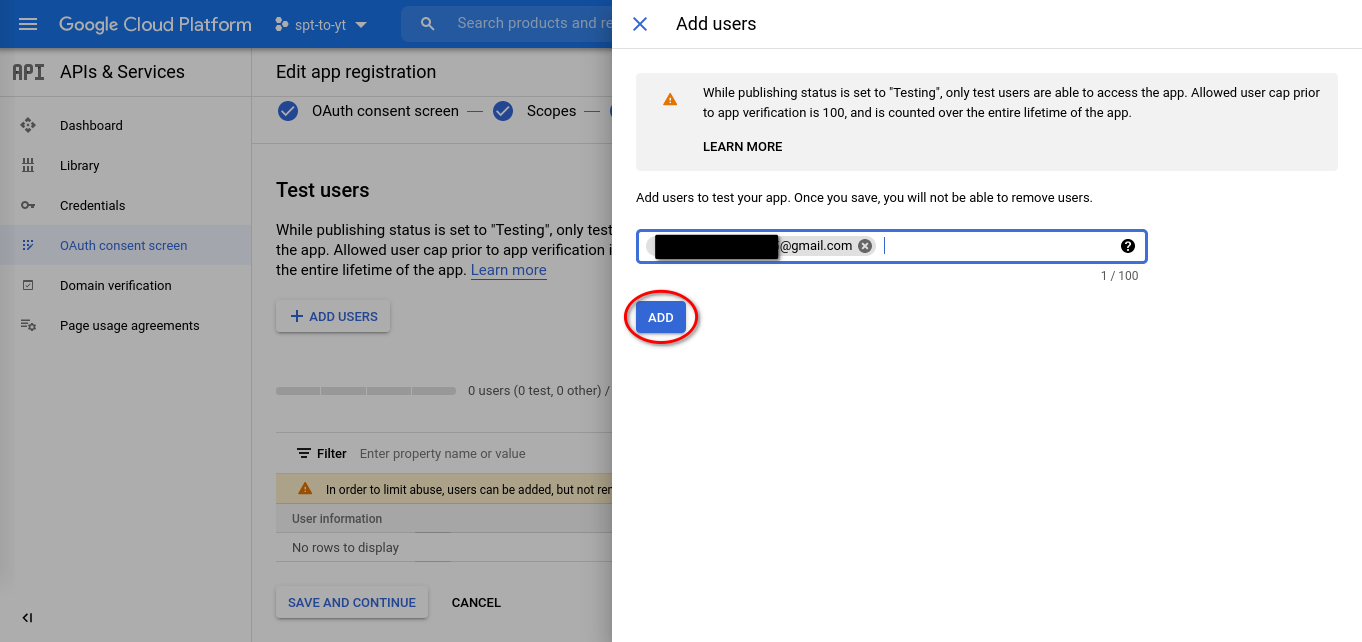 Google Cloud Platform
spt-to-yt
Search products and re
API APIs & Services
Dashboard
Library
Credentials
OAuth consent screen
Domain verification
Page usage agreements
Edit app registration
OAuth consent screen — Scopes —
Test users
While publishing status is set to "Testing", only test
the app. Allowed user cap prior to app verification i
the entire lifetime of the app. Learn more
+ ADD USERS
0 users (0 test, 0 other) /
Filter Enter property name or value
In order to limit abuse, users can be added, but not rer
User information
No rows to display
SAVE AND CONTINUE CANCEL
Add users
While publishing status is set to "Testing", only test users are able to access the app. Allowed user cap prior
to app verification is 100, and is counted over the entire lifetime of the app.
LEARN MORE
Add users to test your app. Once you save, you will not be able to remove users.
@gmail.com
1 / 100
ADD